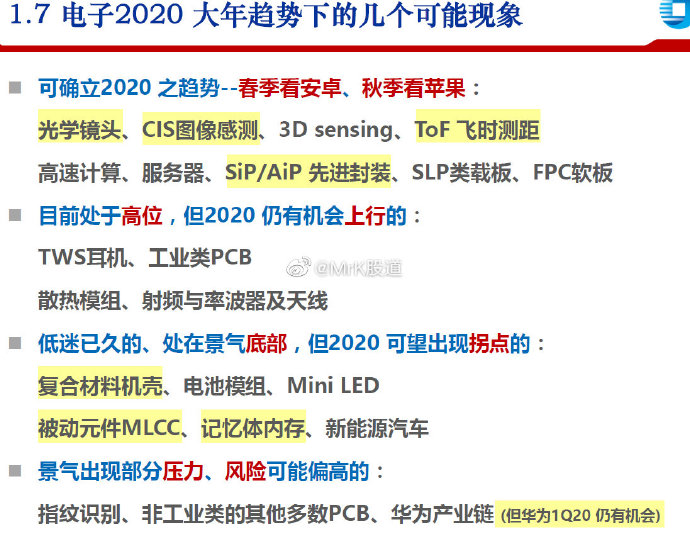 1.7 电子2020 大年趋势下的几个可能现象
可确立2020 之趋势--春季看安卓、秋季看苹果：
光学镜头、CIS图像感测、3D sensing、ToF 飞时测距
高速计算、服务器、SiP/AiP 先进封装、SLP类载板、FPC软板
目前处于高位，但2020 仍有机会上行的：
TWS耳机、工业类PCB
@MrK股道
散热模组、射频与率波器及天线
低迷已久的、处在景气底部，但2020 可望出现拐点的：
复合材料机壳、电池模组、Mini LED
被动元件MLCC、记忆体内存、新能源汽车
景气出现部分压力、风险可能偏高的：
指纹识别、非工业类的其他多数PCB、华为产业链 (但华为1Q20 仍有机会)